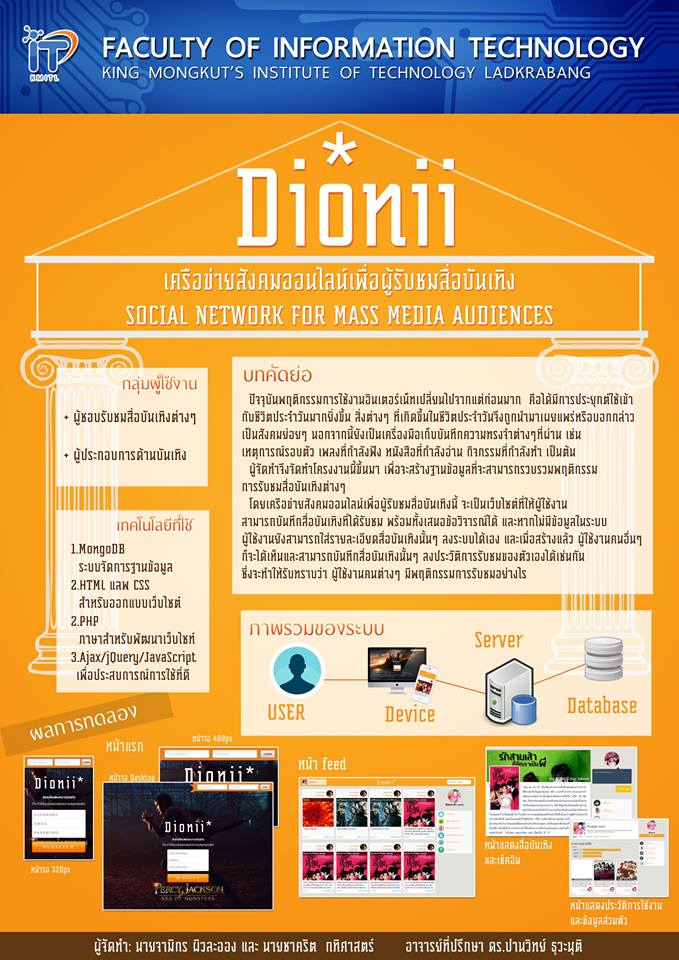 iT
KMITL
FACULTY OF INFORMATION TECHNOLOGY
KING MONGKUT'S INSTITUTE OF TECHNOLOGY LADKRABANG
Dionii*
เครือข่ายสังคมออนไลน์เพื่อผู้รับชมสื่อบันเทิง
SOCIAL NETWORK FOR MASS MEDIA AUDIENCES
กลุ่มผู้ใช้งาน
+ ผู้ชอบรับชมสื่อบันเทิงต่างๆ
+ ผู้ประกอบการด้านบันเทิง
เทคโนโลยีที่ใช้
1.MongoDB
ระบบจัดการฐานข้อมูล
2.HTML และ CSS
สำหรับออกแบบเว็บไซต์
2.PHP
ภาษาสำหรับพัฒนาเว็บไซท์
3.Ajax/jQuery/JavaScript
เพื่อประสบการณ์การใช้ที่ดี
บทคัดย่อ
ปัจจุบันพฤติกรรมการใช้งานอินเตอร์เน็ทเปลี่ยนไปจากแต่ก่อนมาก คือได้มีการประยุกต์ใช้เข้า
กับชีวิตประจำวันมากยิ่งขึ้น สิ่งต่างๆ ที่เกิดขึ้นในชีวิตประจำวันจึงถูกนำมาเผยแพร่หรือบอกกล่าว
เป็นสังคมย่อยๆ นอกจากนี้ยังเป็นเครื่องมือเก็บบันทึกความทรงจำต่างๆที่ผ่าน เช่น
เหตุการณ์รอบตัว เพลงที่กำลังฟัง หนังสือที่กำลังอ่าน กิจกรรมที่กำลังทำ เป็นต้น
ผู้จัดทำจึงจัดทำโครงงานนี้ขึ้นมา เพื่อจะสร้างฐานข้อมูลที่จะสามารถรวบรวมพฤติกรรม
การรับชมสื่อบันเทิงต่างๆ
โดยเครือข่ายสังคมออนไลน์เพื่อผู้รับชมสื่อบันเทิงนี้ จะเป็นเว็บไซต์ที่ให้ผู้ใช้งาน
สามารถบันทึกสื่อบันเทิงที่ได้รับชม พร้อมทั้งเสนอข้อวิจารณ์ได้ และหากไม่มีข้อมูลในระบบ
ผู้ใช้งานยังสามารถใส่รายละเอียดสื่อบันเทิงนั้นๆ ลงระบบได้เอง และเมื่อสร้างแล้ว ผู้ใช้งานคนอื่นๆ
ก็จะได้เห็นและสามารถบันทึกสื่อบันเทิงนั้นๆ ลงประวัติการรับชมของตัวเองได้เช่นกัน
ซึ่งจะทำให้รับทราบว่า ผู้ใช้งานคนต่างๆ มีพฤติกรรมการรับชมอย่างไร
ภาพรวมของระบบ
USER
Device
Server
Database
ผลการทดลอง
หน้าแรก
หน้าจอ 480px
หน้าจอ Desktop
หน้าจอ 320px
Dionii*
USERNAME
EMAIL
PASSWORD
REGISTER
Dionii*
Dionii*
PERCY JACKSON
SEA OF MONSTERS
หน้า feed
Dionii*
รักสามเส้า
หน้าแสดงสื่อบันเทิง
และเช็คอิน
หน้าแสดงประวัติการใช้งาน
และข้อมูลส่วนตัว
ผู้จัดทำ: นายจามิกร ผิวละออง และ นายชาคริต กทิศาสตร์ อาจารย์ที่ปรึกษา ดร.ปานวิทย์ ธุวะนุติ